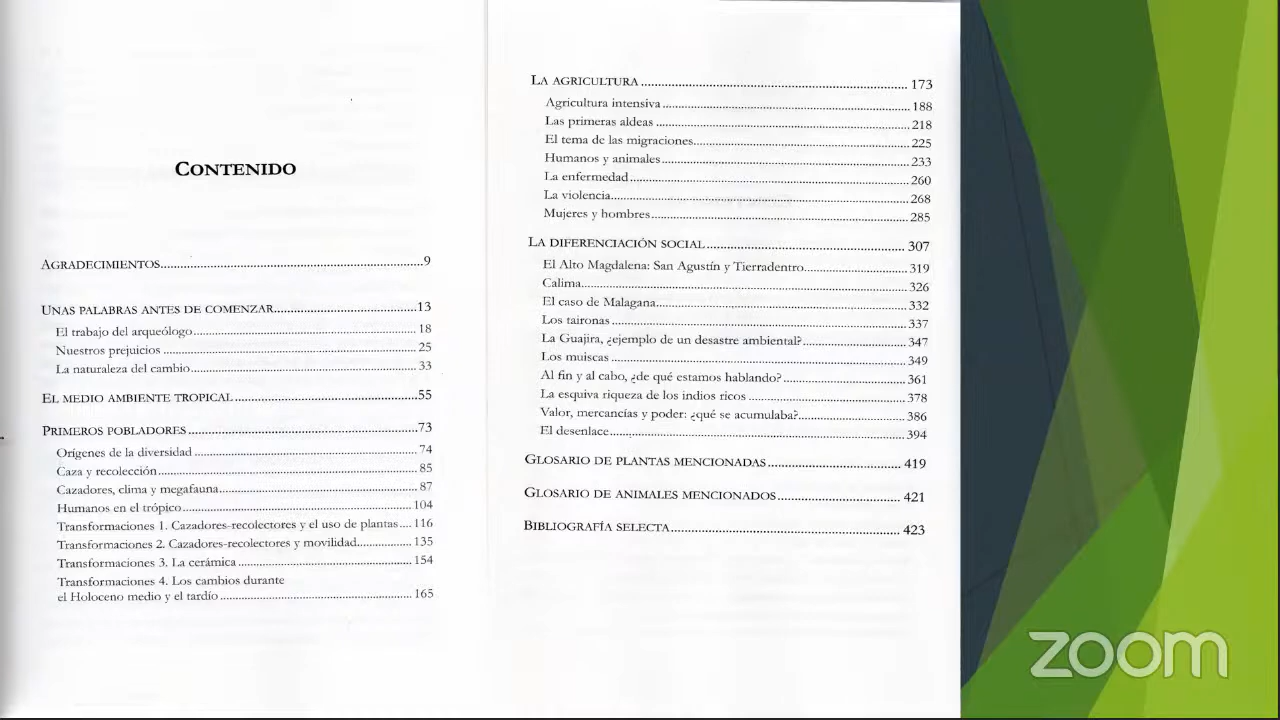 CONTENIDO
AGRADECIMIENTOS...9
UNAS PALABRAS ANTES DE COMENZAR...13
El trabajo del arqueólogo...18
Nuestros prejuicios...25
La naturaleza del cambio...33
EL MEDIO AMBIENTE TROPICAL...55
PRIMEROS POBLADORES...73
Orígenes de la diversidad...74
Caza y recolección...85
Cazadores, clima y megafauna...87
Humanos en el trópico...104
Transformaciones 1. Cazadores-recolectores y el uso de plantas...116
Transformaciones 2. Cazadores-recolectores y movilidad...135
Transformaciones 3. La cerámica...154
Transformaciones 4. Los cambios durante
el Holoceno medio y el tardío...165
LA AGRICULTURA...173
Agricultura intensiva...188
Las primeras aldeas...218
El tema de las migraciones...225
Humanos y animales...233
La enfermedad...260
La violencia...268
Mujeres y hombres...285
LA DIFERENCIACIÓN SOCIAL...307
El Alto Magdalena: San Agustín y Tierradentro...319
Calima...326
El caso de Malagana...332
Los taironas...337
La Guajira, ¿ejemplo de un desastre ambiental?...347
Los muiscas...349
Al fin y al cabo, ¿de qué estamos hablando?...361
La esquiva riqueza de los indios ricos...378
Valor, mercancías y poder: ¿qué se acumulaba?...386
El desenlace...394
GLOSARIO DE PLANTAS MENCIONADAS...419
GLOSARIO DE ANIMALES MENCIONADOS...421
BIBLIOGRAFÍA SELECTA...423
zoom